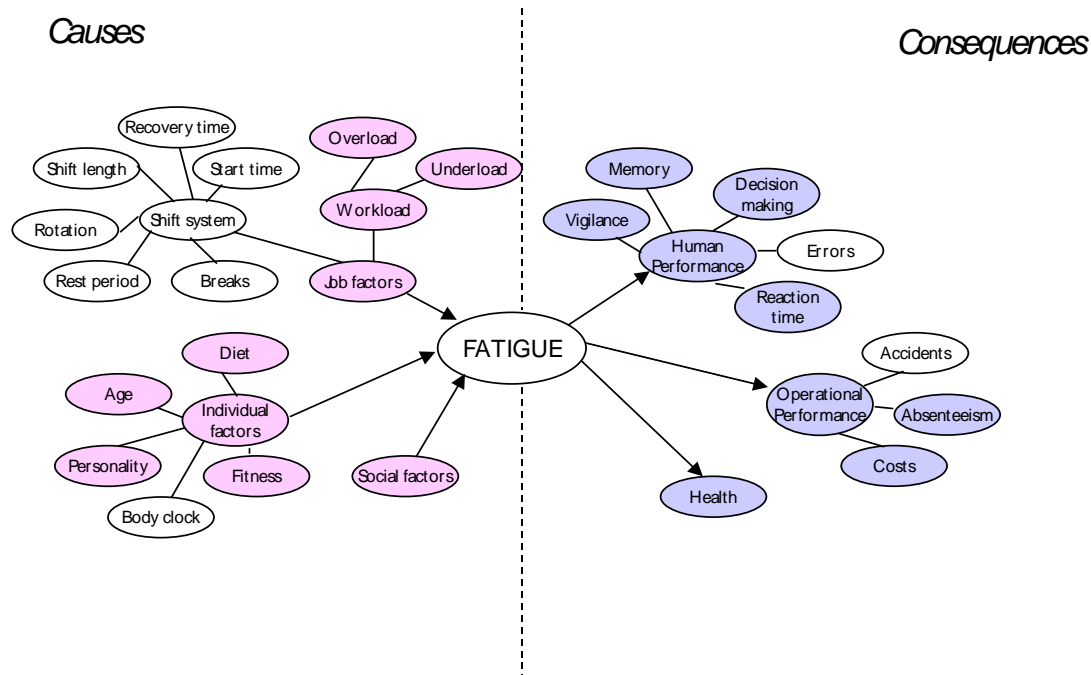 Causes
Consequences
Recovery time
Overload
Shift length
Start time
Underload
Memory
Decision
making
Rotation
Shift system
Workload
Vigilance
Human
Performance
Errors
Rest period
Breaks
Job factors
Reaction
time
FATIGUE
Diet
Accidents
Age
Individual
factors
Operational
Performance
Absenteeism
Personality
Fitness
Social factors
Costs
Health
Body clock